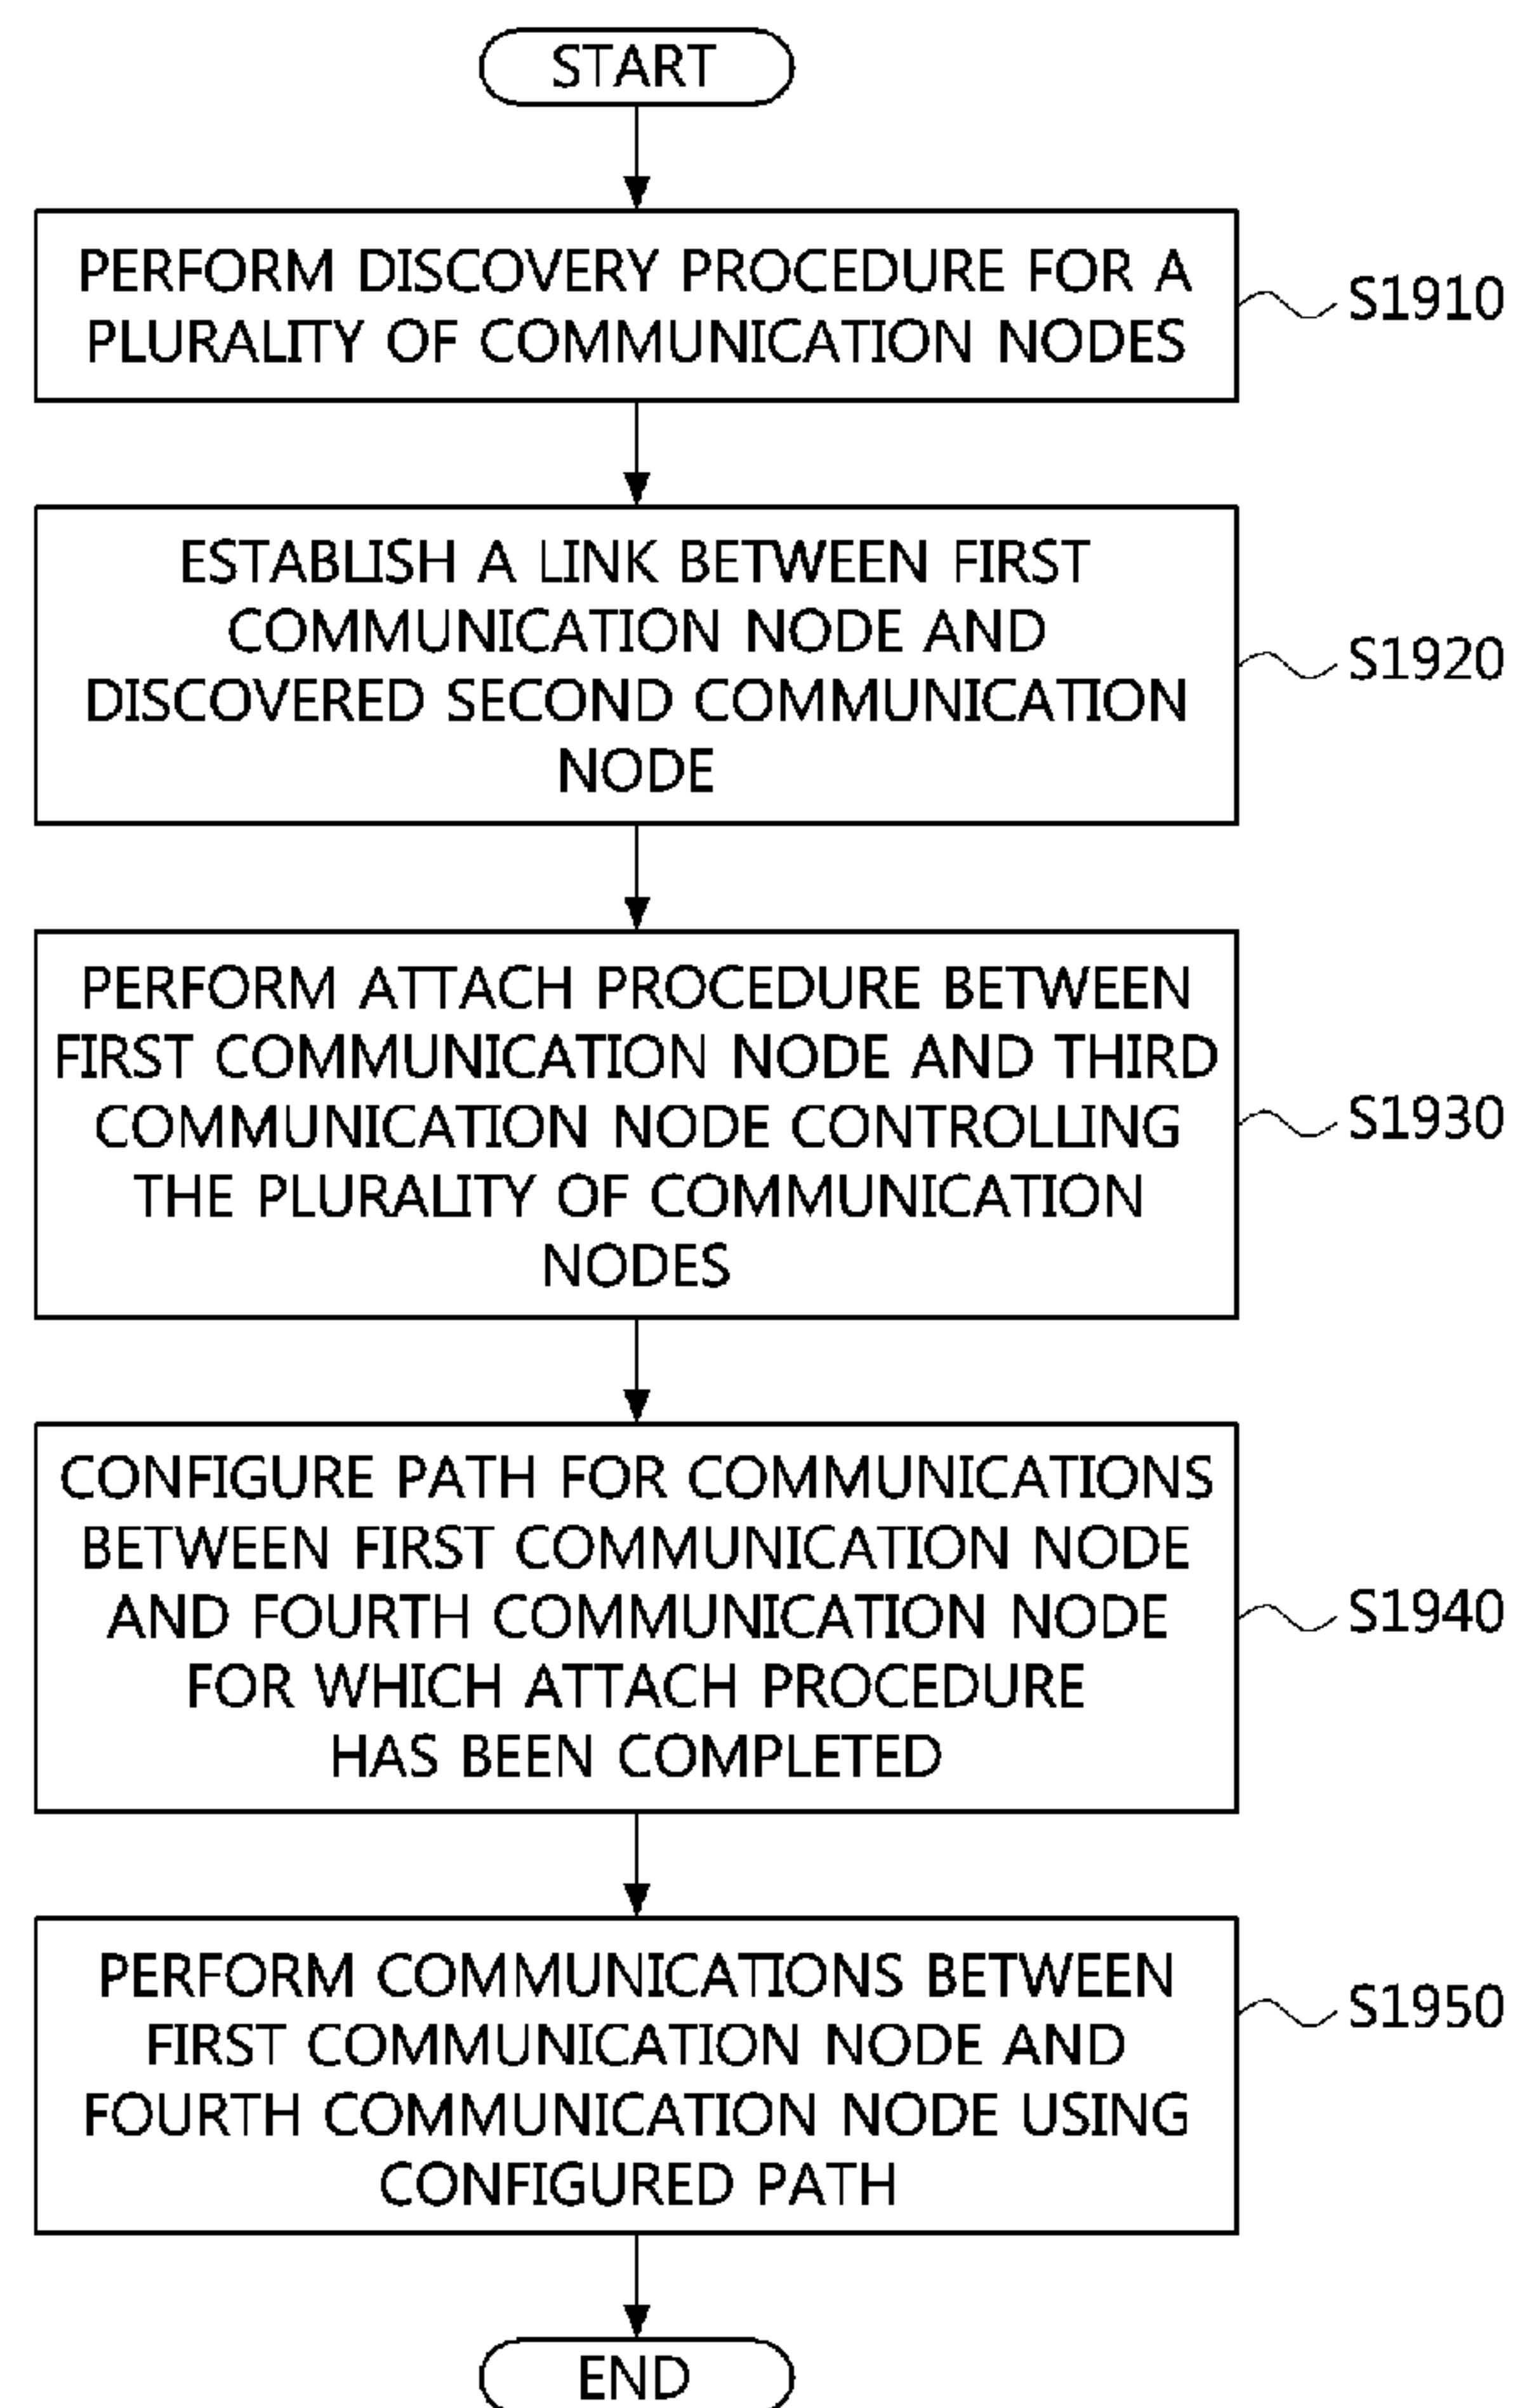 START
PERFORM DISCOVERY PROCEDURE FOR A
PLURALITY OF COMMUNICATION NODES
S1910
ESTABLISH A LINK BETWEEN FIRST
COMMUNICATION NODE AND
DISCOVERED SECOND COMMUNICATION
NODE
S1920
PERFORM ATTACH PROCEDURE BETWEEN
FIRST COMMUNICATION NODE AND THIRD
COMMUNICATION NODE CONTROLLING
THE PLURALITY OF COMMUNICATION
NODES
S1930
CONFIGURE PATH FOR COMMUNICATIONS
BETWEEN FIRST COMMUNICATION NODE
AND FOURTH COMMUNICATION NODE
FOR WHICH ATTACH PROCEDURE
HAS BEEN COMPLETED
S1940
PERFORM COMMUNICATIONS BETWEEN
FIRST COMMUNICATION NODE AND
FOURTH COMMUNICATION NODE USING
CONFIGURED PATH
S1950
END